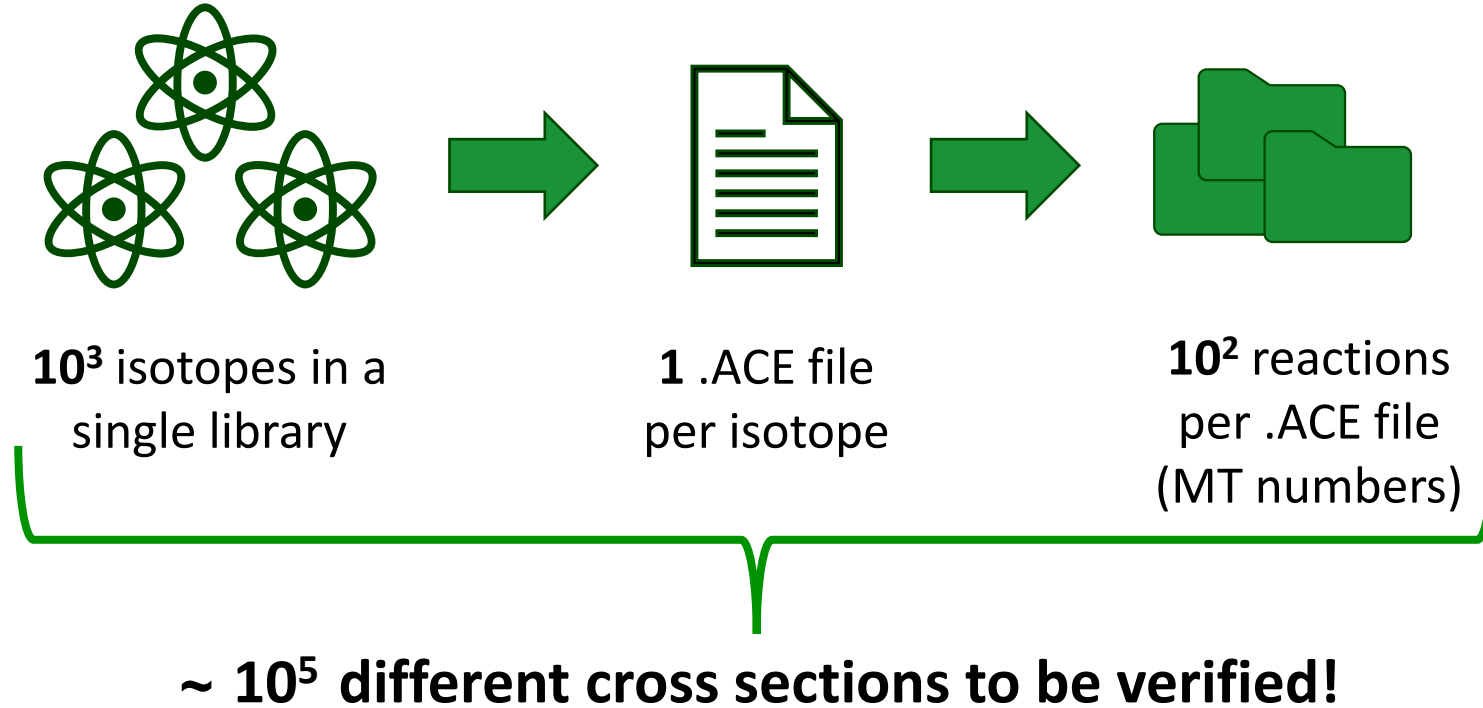 10³ isotopes in a
single library
1 .ACE file
per isotope
10² reactions
per .ACE file
(MT numbers)
~ 10⁵ different cross sections to be verified!